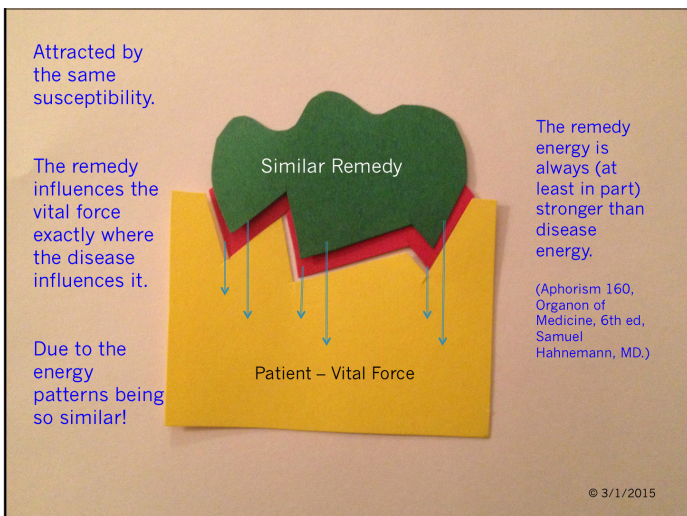 Attracted by
the same
susceptibility.
The remedy
influences the
vital force
exactly where
the disease
influences it.
Due to the
energy
patterns being
so similar!
Similar Remedy
Patient – Vital Force
The remedy
energy is
always (at
least in part)
stronger than
disease
energy.
(Aphorism 160,
Organon of
Medicine, 6th ed,
Samuel
Hahnemann, MD.)
© 3/1/2015